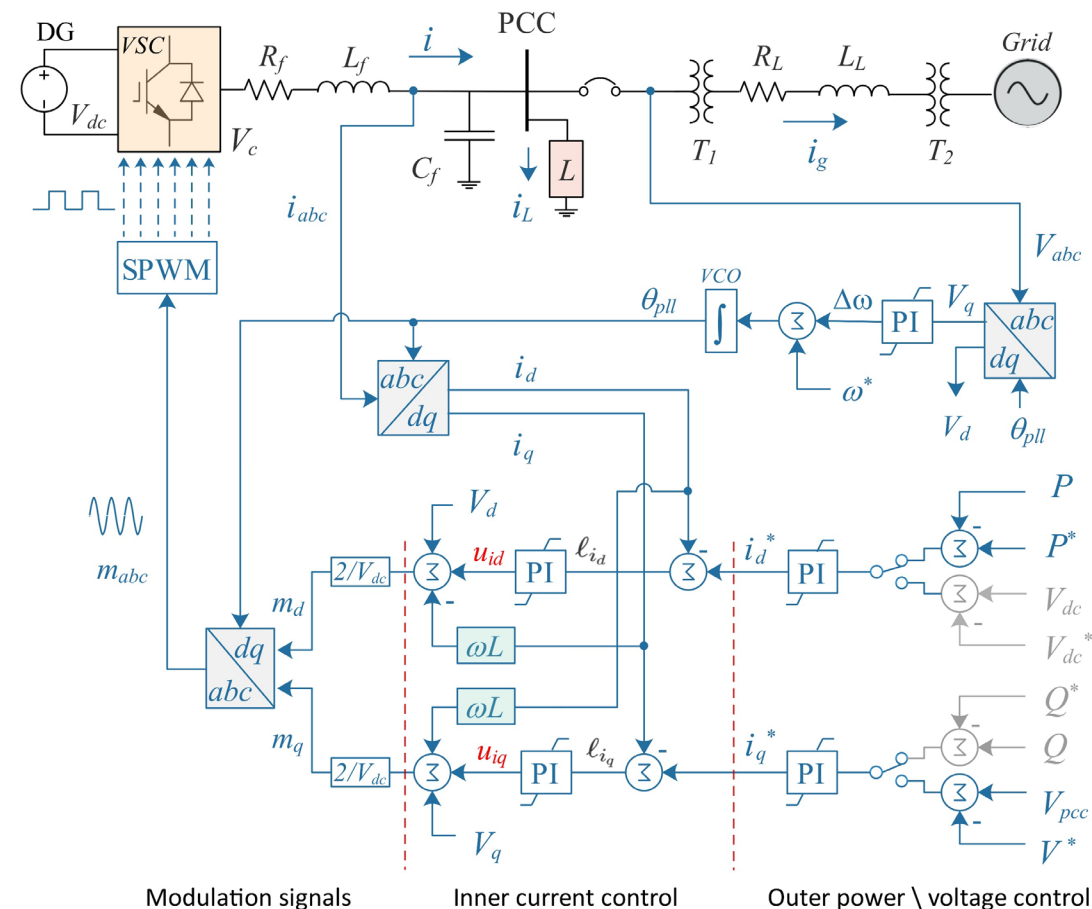 DG
VSC
V_dc
V_c
R_f
L_f
i
PCC
C_f
i_L
L
T_1
R_L
L_L
i_g
T_2
Grid
i_abc
V_abc
SPWM
θ_pll
VCO
∫
Σ
Δω
PI
V_q
abc
dq
ω*
V_d
θ_pll
abc
dq
i_d
i_q
m_abc
V_d
Σ
u_id
PI
ℓ_i_d
Σ
-
i_d*
PI
P
-
Σ
P*
Σ
V_dc
-
V_dc*
2/V_dc
m_d
-
ωL
dq
abc
ωL
m_q
2/V_dc
Σ
u_iq
PI
ℓ_i_q
Σ
-
i_q*
PI
V_q
Q*
-
Σ
Q
Σ
V_pcc
-
V*
Modulation signals
Inner current control
Outer power \ voltage control